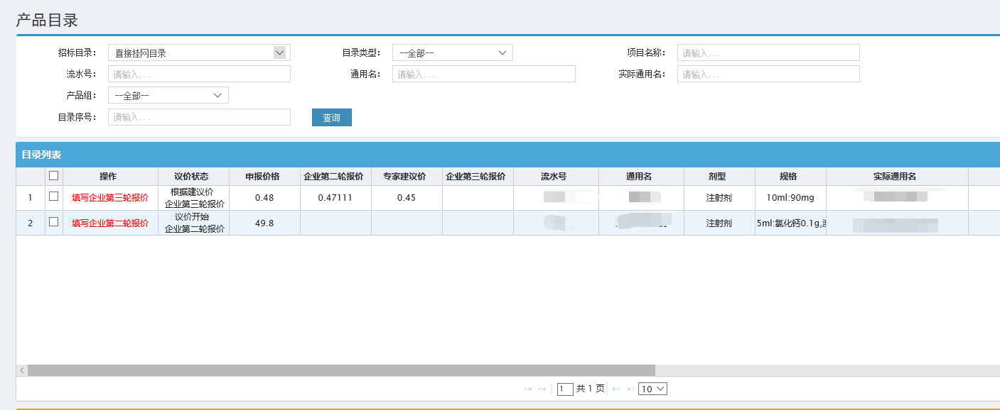 产品目录
招标目录： 直接挂网目录 目录类型： --全部-- 项目名称： 请输入...
流水号： 请输入... 通用名： 请输入... 实际通用名： 请输入...
产品组： --全部--
目录序号： 请输入... 查询
目录列表
操作 议价状态 申报价格 企业第二轮报价 专家建议价 企业第三轮报价 流水号 通用名 剂型 规格 实际通用名
1 填写企业第三轮报价 根据建议价 0.48 0.47111 0.45 注射剂 10ml:90mg
企业第三轮报价
2 填写企业第二轮报价 议价开始 49.8 注射剂 5ml:氯化钙0.1g,
企业第二轮报价
1 共 1 页 10